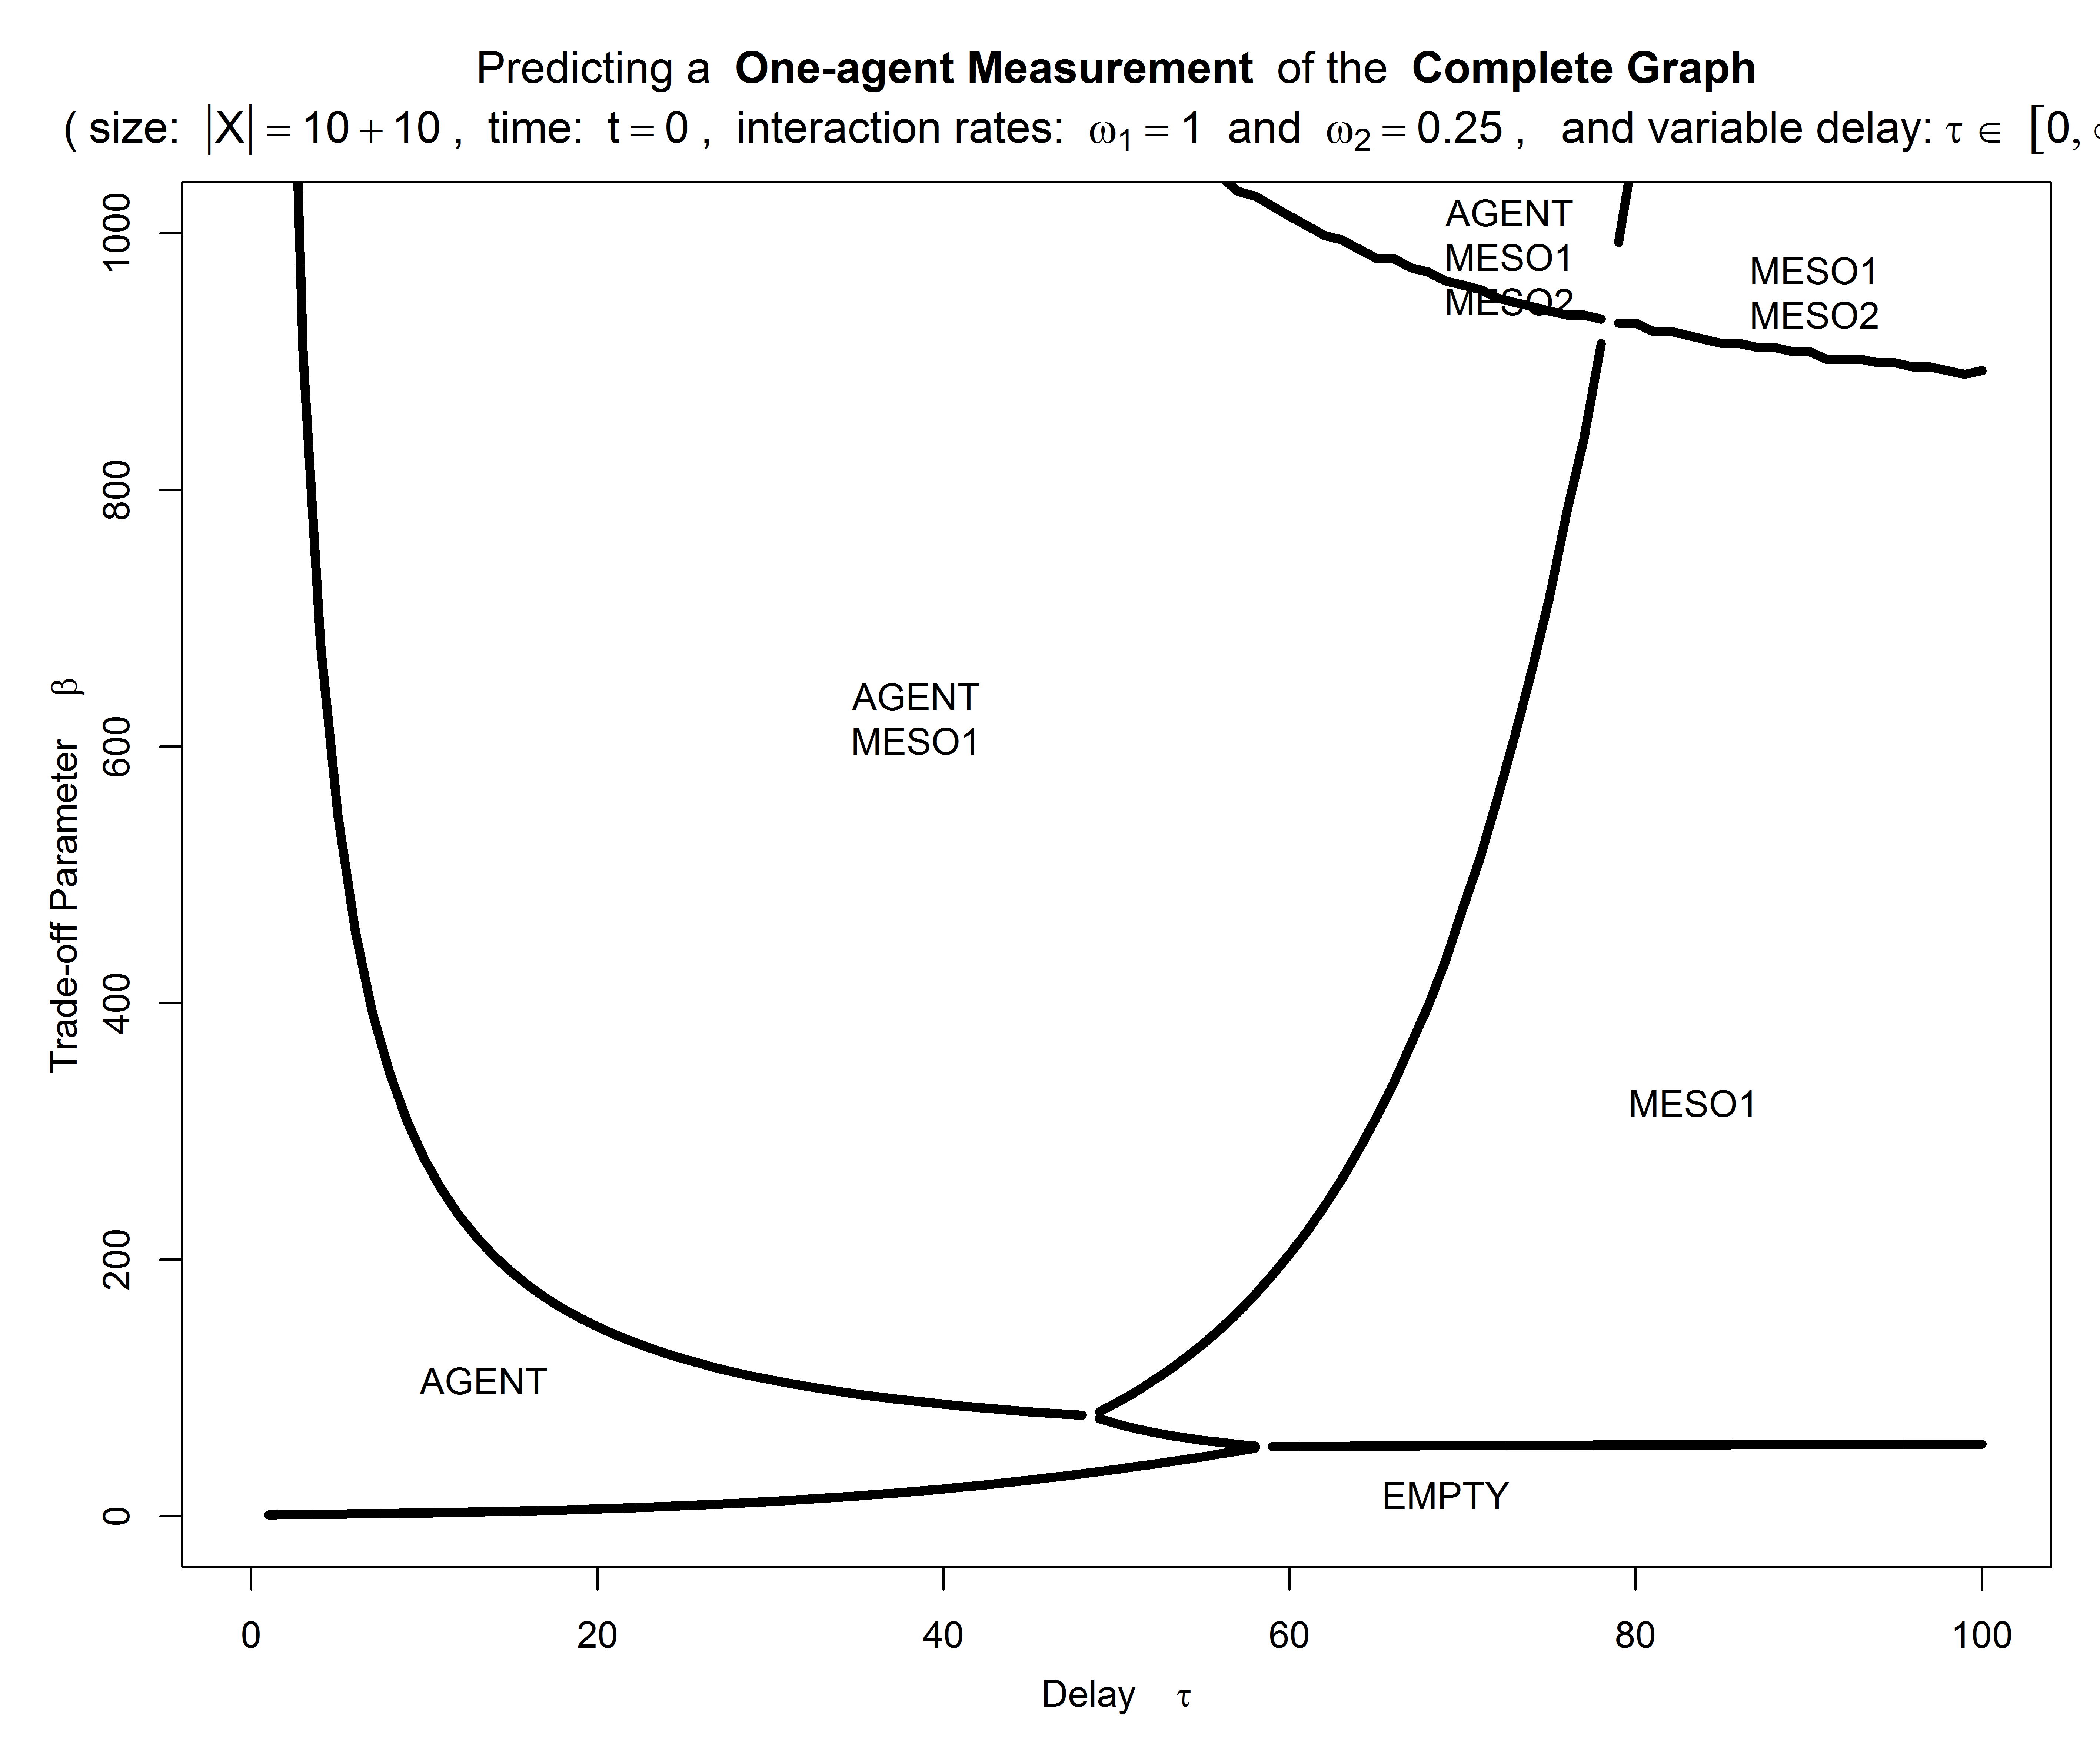 Predicting a One-agent Measurement of the Complete Graph
( size: |X| = 10 + 10 , time: t = 0 , interaction rates: ω1 = 1 and ω2 = 0.25 , and variable delay: τ ∈ [0,
AGENT
MESO1
MESO2
MESO1
MESO2
AGENT
MESO1
MESO1
AGENT
EMPTY
Trade-off Parameter β
0
200
400
600
800
1000
0 20 40 60 80 100
Delay τ